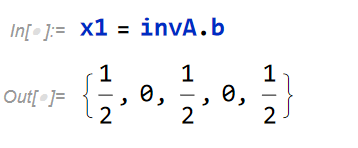 In[●]:= x1 = invA.b
Out[●]= {1/2, 0, 1/2, 0, 1/2}